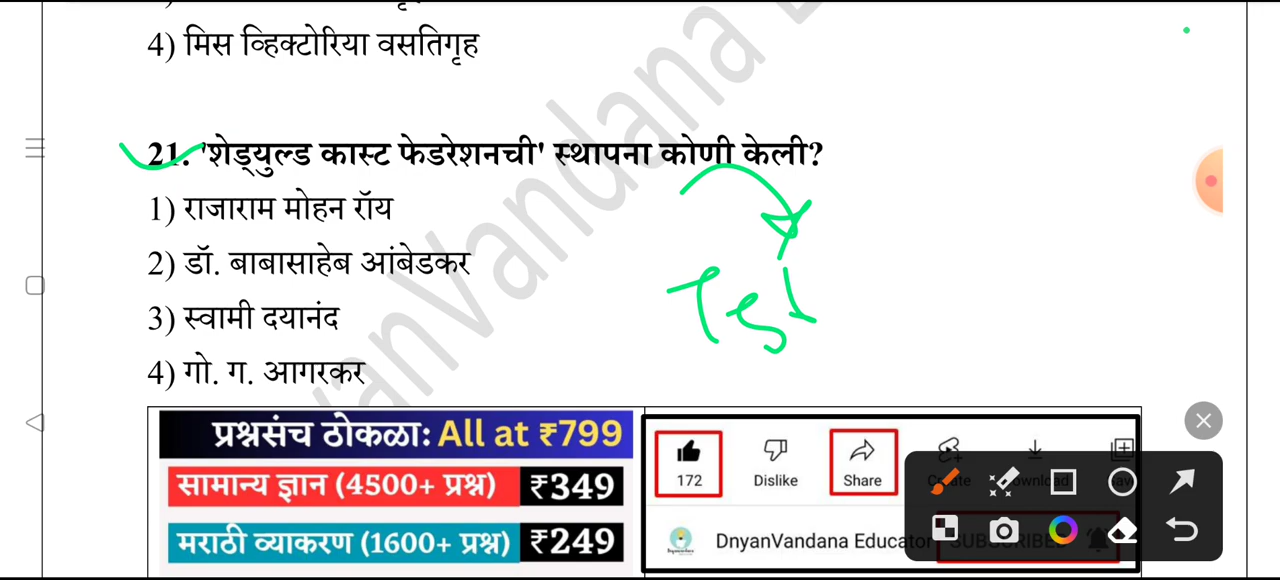 4) मिस व्हिक्टोरिया वसतिगृह
21. 'शेड्युल्ड कास्ट फेडरेशनची' स्थापना कोणी केली?
1) राजाराम मोहन रॉय
2) डॉ. बाबासाहेब आंबेडकर
3) स्वामी दयानंद
4) गो. ग. आगरकर
प्रश्नसंच ठोकळा: All at ₹799
सामान्य ज्ञान (4500+ प्रश्न) ₹349
मराठी व्याकरण (1600+ प्रश्न) ₹249
172 Dislike Share
DnyanVandana Educator SUBSCRIBED